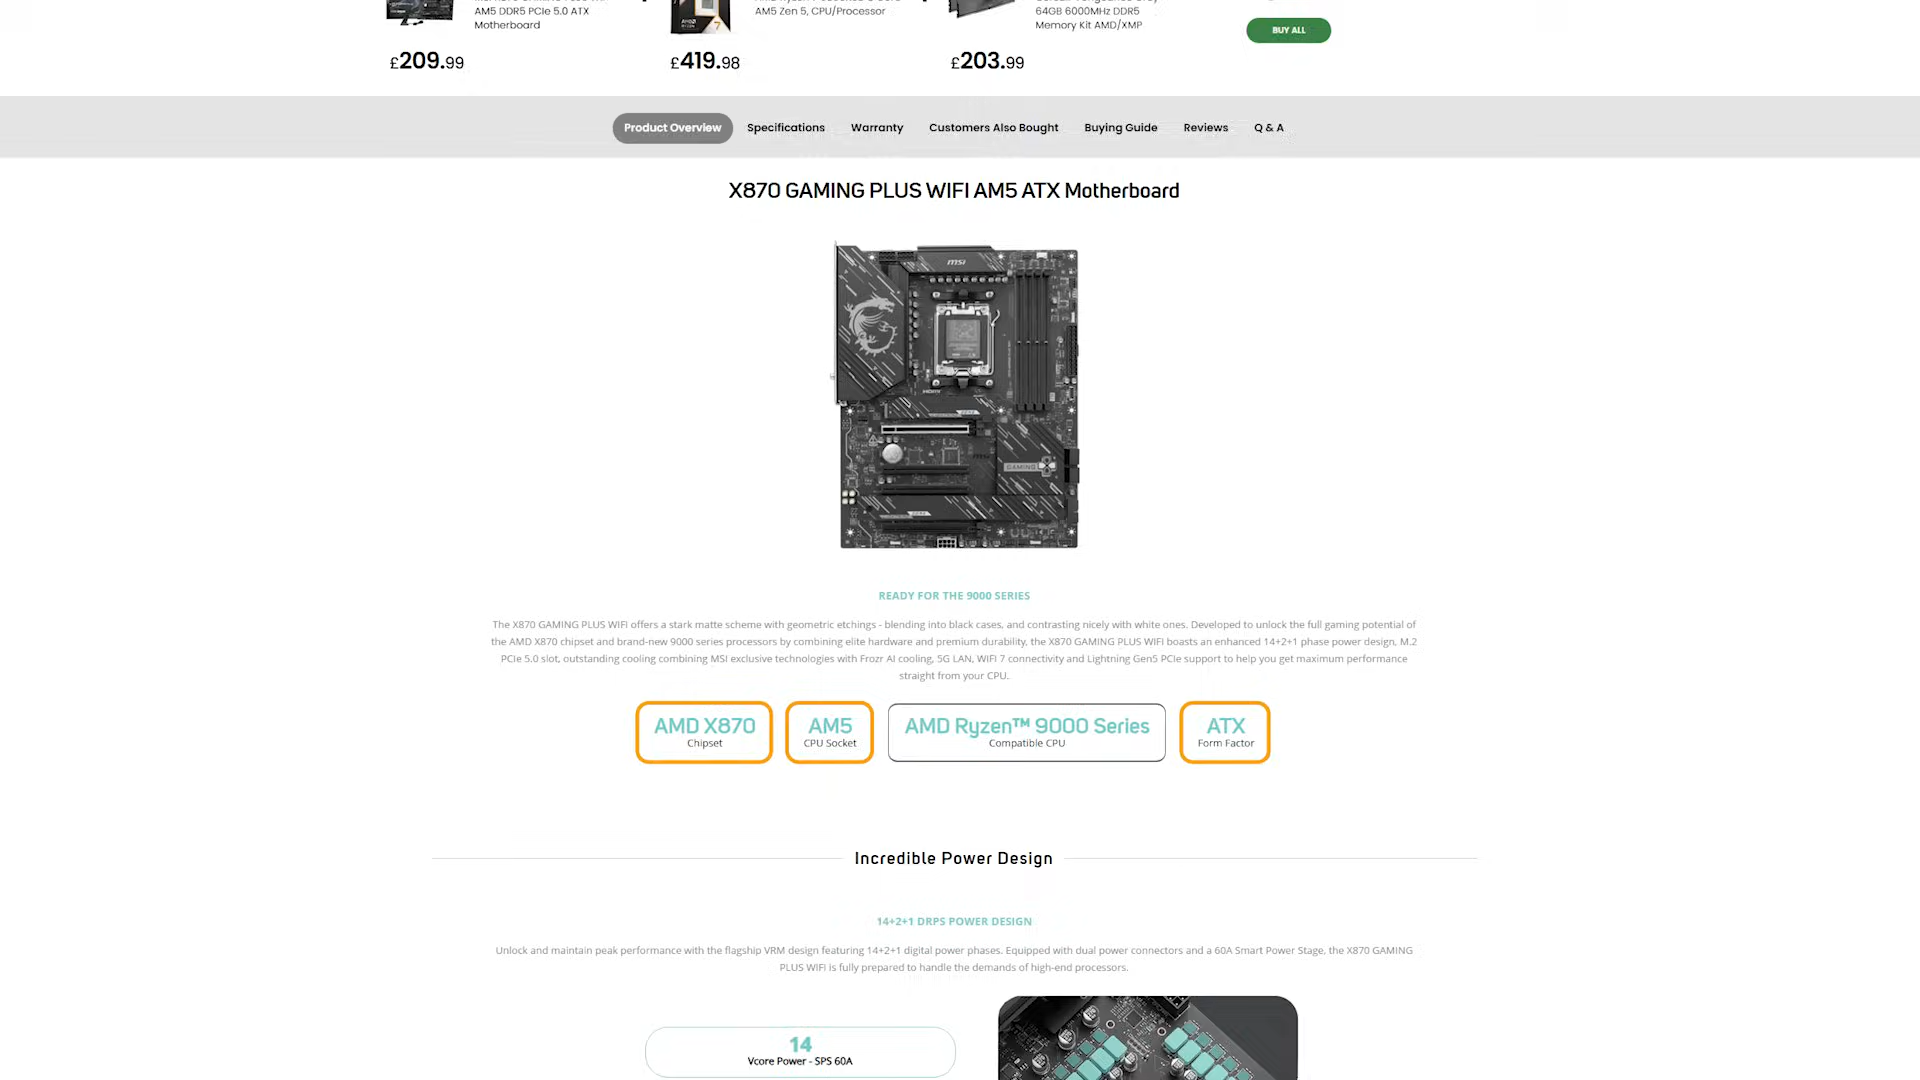 AM5 DDR5 PCIe 5.0 ATX
Motherboard
£209.99
AM5 Zen 5, CPU/Processor
£419.98
64GB 6000MHz DDR5
Memory Kit AMD/XMP
£203.99
BUY ALL
Product Overview
Specifications
Warranty
Customers Also Bought
Buying Guide
Reviews
Q & A
X870 GAMING PLUS WIFI AM5 ATX Motherboard
msi
GAMING
READY FOR THE 9000 SERIES
The X870 GAMING PLUS WIFI offers a stark matte scheme with geometric etchings - blending into black cases, and contrasting nicely with white ones. Developed to unlock the full gaming potential of
the AMD X870 chipset and brand-new 9000 series processors by combining elite hardware and premium durability, the X870 GAMING PLUS WIFI boasts an enhanced 14+2+1 phase power design, M.2
PCIe 5.0 slot, outstanding cooling combining MSI exclusive technologies with Frozr AI cooling, 5G LAN, WIFI 7 connectivity and Lightning Gen5 PCIe support to help you get maximum performance
straight from your CPU.
AMD X870
Chipset
AM5
CPU Socket
AMD Ryzen™ 9000 Series
Compatible CPU
ATX
Form Factor
Incredible Power Design
14+2+1 DRPS POWER DESIGN
Unlock and maintain peak performance with the flagship VRM design featuring 14+2+1 digital power phases. Equipped with dual power connectors and a 60A Smart Power Stage, the X870 GAMING
PLUS WIFI is fully prepared to handle the demands of high-end processors.
14
Vcore Power - SPS 60A